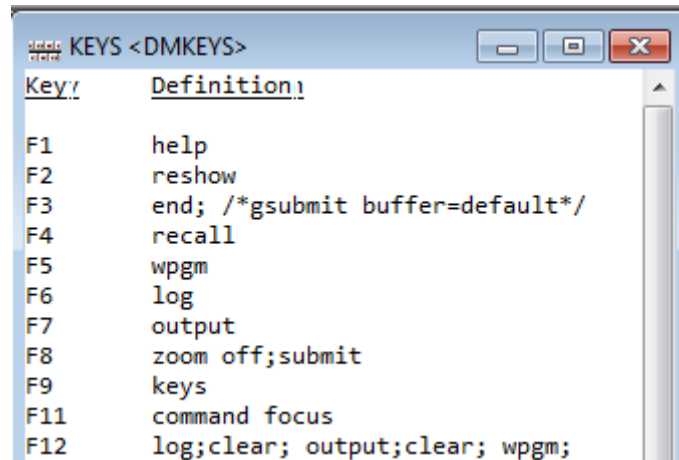 KEYS <DMKEYS>
Key Definition
F1 help
F2 reshow
F3 end; /*gsubmit buffer=default*/
F4 recall
F5 wpgm
F6 log
F7 output
F8 zoom off;submit
F9 keys
F11 command focus
F12 log;clear; output;clear; wpgm;